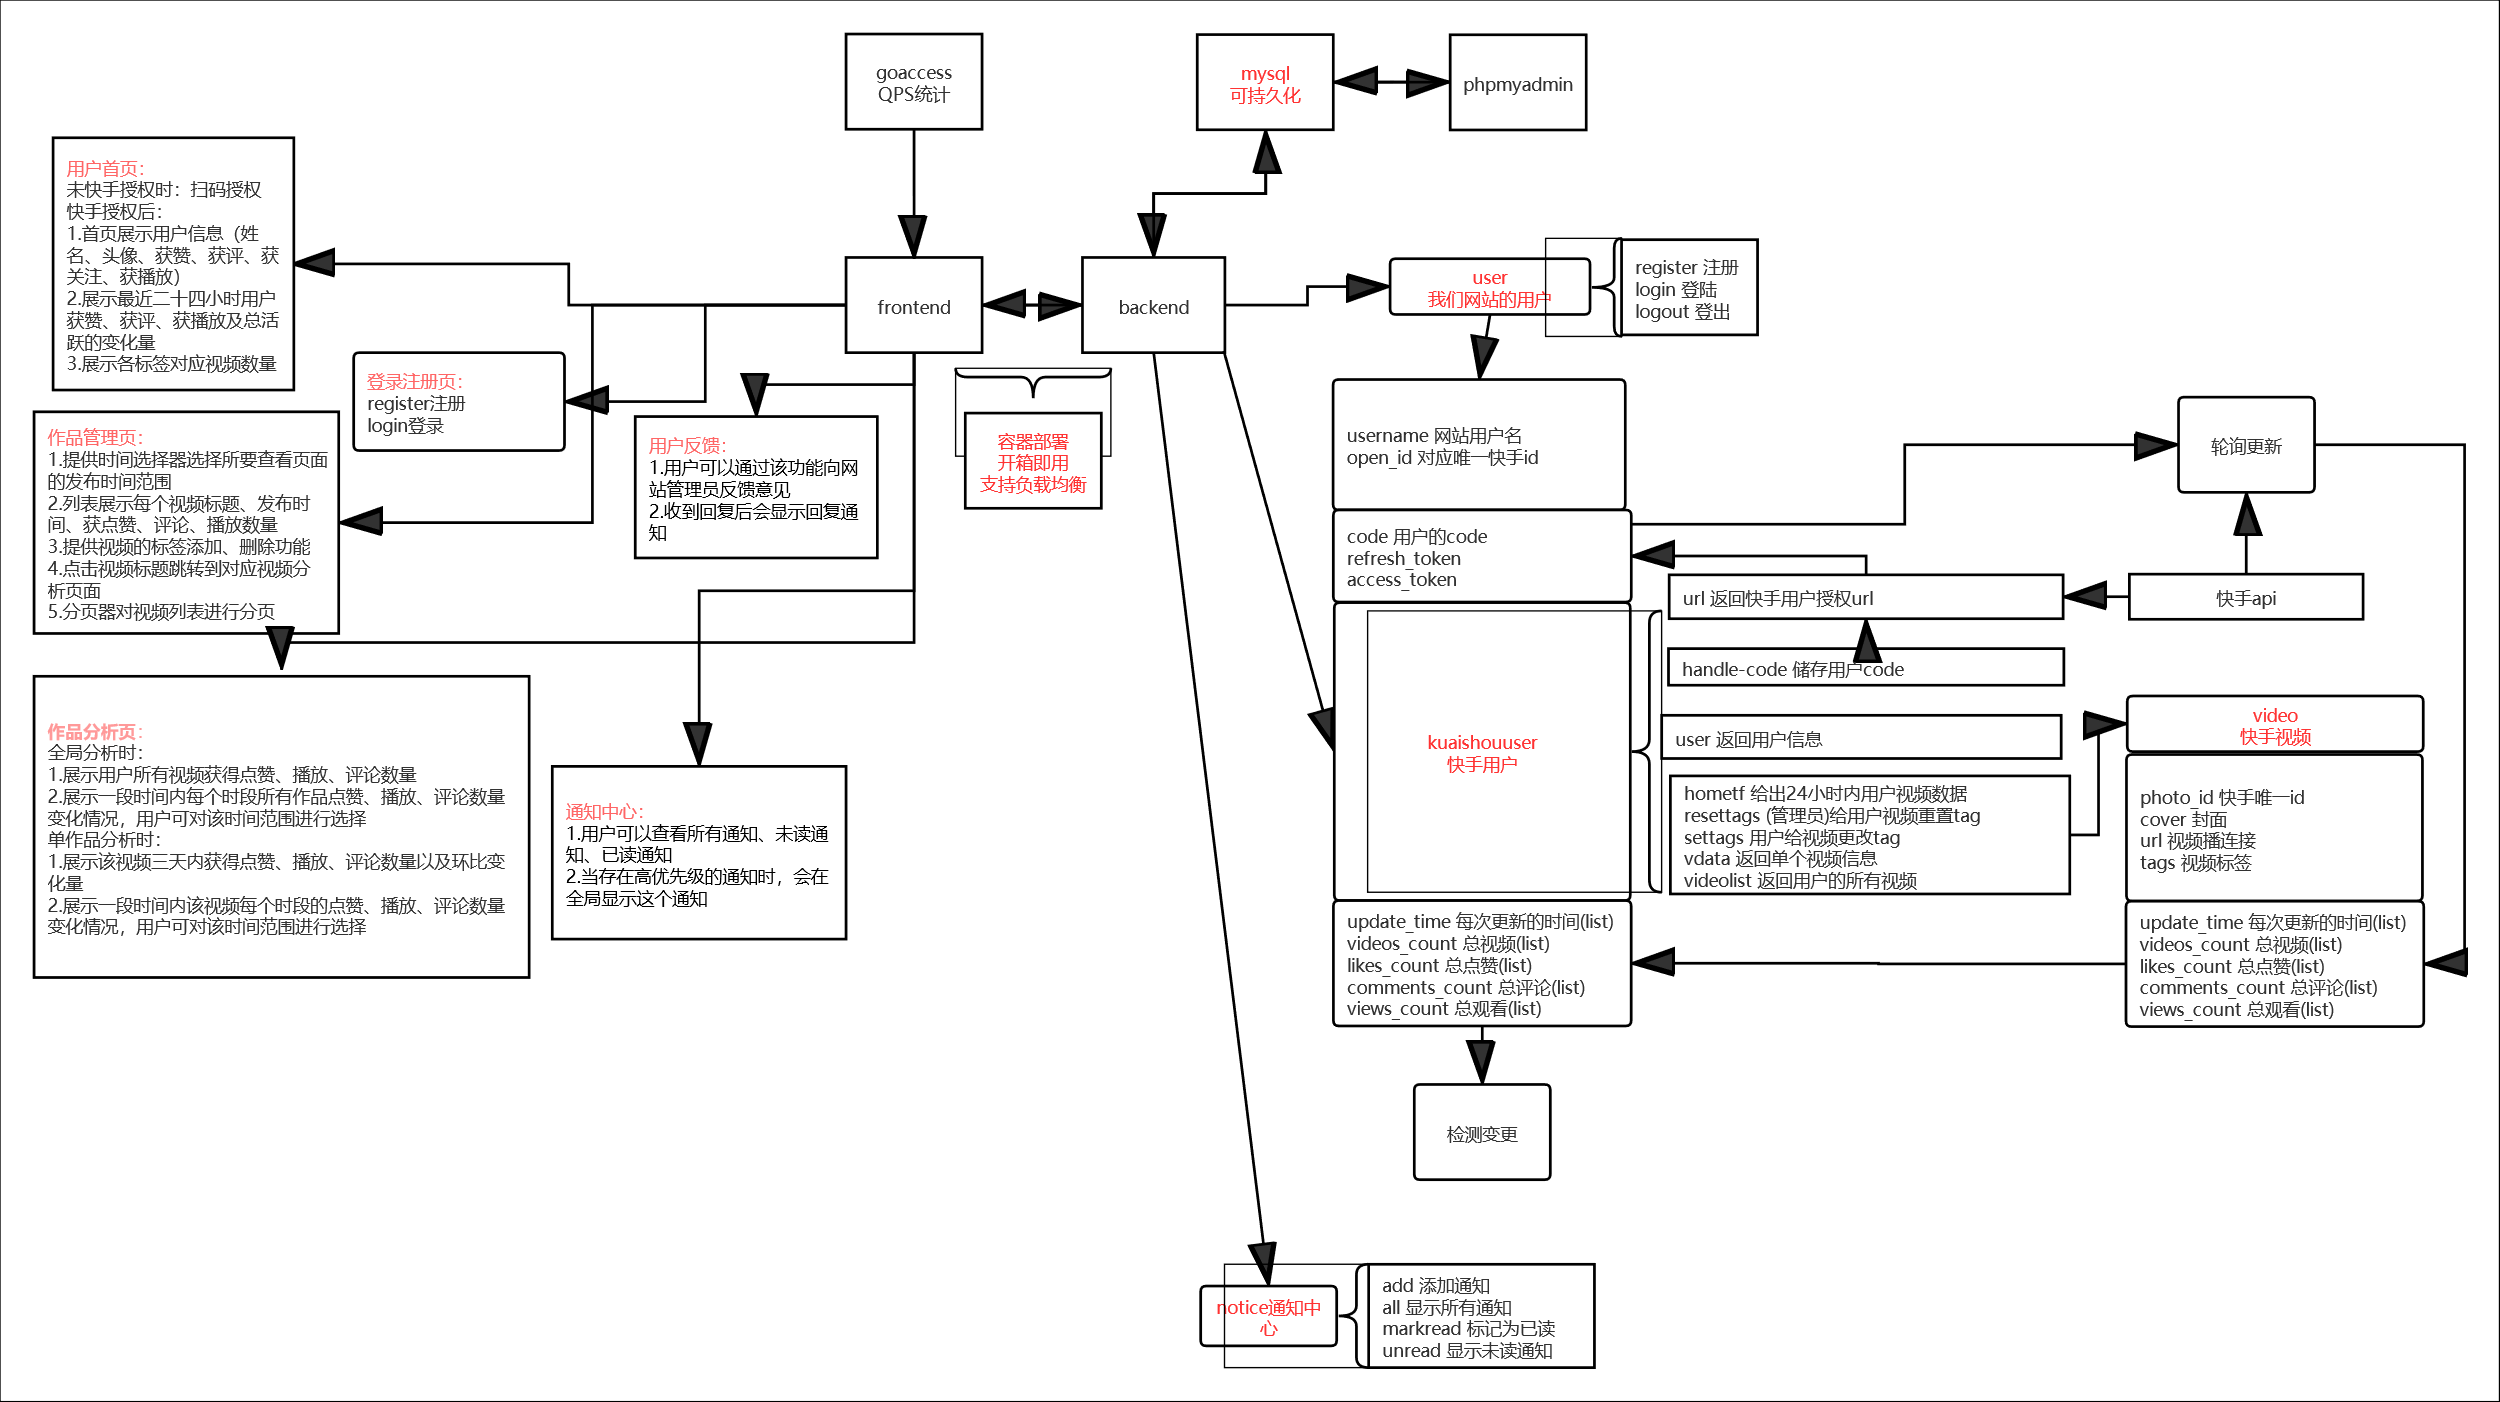 goaccess
QPS统计
mysql
可持久化
phpmyadmin
用户首页：
未快手授权时：扫码授权
快手授权后：
1.首页展示用户信息（姓
名、头像、获赞、获评、获
关注、获播放）
2.展示最近二十四小时用户
获赞、获评、获播放及总活
跃的变化量
3.展示各标签对应视频数量
frontend
backend
user
我们网站的用户
register 注册
login 登陆
logout 登出
登录注册页：
register注册
login登录
作品管理页：
1.提供时间选择器选择所要查看页面
的发布时间范围
2.列表展示每个视频标题、发布时
间、获点赞、评论、播放数量
3.提供视频的标签添加、删除功能
4.点击视频标题跳转到对应视频分
析页面
5.分页器对视频列表进行分页
用户反馈：
1.用户可以通过该功能向网
站管理员反馈意见
2.收到回复后会显示回复通
知
容器部署
开箱即用
支持负载均衡
username 网站用户名
open_id 对应唯一快手id
code 用户的code
refresh_token
access_token
轮询更新
url 返回快手用户授权url
快手api
handle-code 储存用户code
kuaishouuser
快手用户
user 返回用户信息
video
快手视频
hometf 给出24小时内用户视频数据
resettags (管理员)给用户视频重置tag
settags 用户给视频更改tag
vdata 返回单个视频信息
videolist 返回用户的所有视频
photo_id 快手唯一id
cover 封面
url 视频播连接
tags 视频标签
作品分析页：
全局分析时：
1.展示用户所有视频获得点赞、播放、评论数量
2.展示一段时间内每个时段所有作品点赞、播放、评论数量
变化情况，用户可对该时间范围进行选择
单作品分析时：
1.展示该视频三天内获得点赞、播放、评论数量以及环比变
化量
2.展示一段时间内该视频每个时段的点赞、播放、评论数量
变化情况，用户可对该时间范围进行选择
通知中心：
1.用户可以查看所有通知、未读通
知、已读通知
2.当存在高优先级的通知时，会在
全局显示这个通知
update_time 每次更新的时间(list)
videos_count 总视频(list)
likes_count 总点赞(list)
comments_count 总评论(list)
views_count 总观看(list)
update_time 每次更新的时间(list)
videos_count 总视频(list)
likes_count 总点赞(list)
comments_count 总评论(list)
views_count 总观看(list)
检测变更
notice通知中
心
add 添加通知
all 显示所有通知
markread 标记为已读
unread 显示未读通知